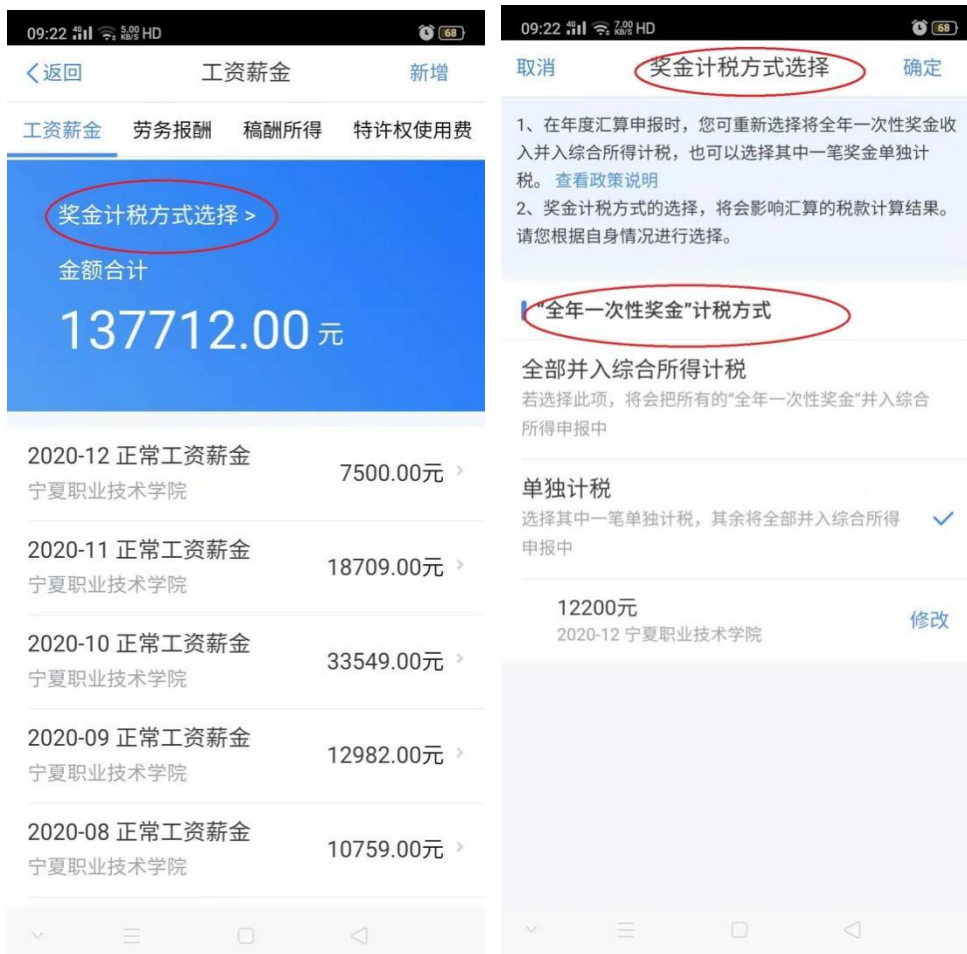 09:22 46 5.00 KB/S HD 68
返回 工资薪金 新增
工资薪金 劳务报酬 稿酬所得 特许权使用费
奖金计税方式选择 >
金额合计
137712.00元
2020-12 正常工资薪金
7500.00元
宁夏职业技术学院
2020-11 正常工资薪金
18709.00元
宁夏职业技术学院
2020-10 正常工资薪金
33549.00元
宁夏职业技术学院
2020-09 正常工资薪金
12982.00元
宁夏职业技术学院
2020-08 正常工资薪金
10759.00元
宁夏职业技术学院
09:22 46 7.00 KB/S HD 68
取消 奖金计税方式选择 确定
1、在年度汇算申报时，您可重新选择将全年一次性奖金收
入并入综合所得计税，也可以选择其中一笔奖金单独计
税。 查看政策说明
2、奖金计税方式的选择，将会影响汇算的税款计算结果。
请您根据自身情况进行选择。
“全年一次性奖金”计税方式
全部并入综合所得计税
若选择此项，将会把所有的“全年一次性奖金”并入综合
所得申报中
单独计税
选择其中一笔单独计税，其余将全部并入综合所得
申报中
12200元
2020-12 宁夏职业技术学院
修改